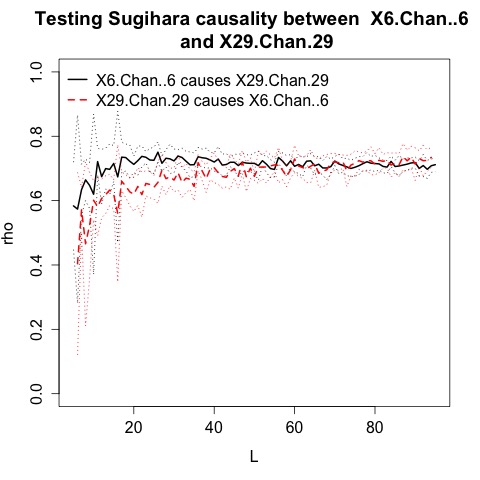 Testing Sugihara causality between  X6.Chan..6
and X29.Chan.29
X6.Chan..6 causes X29.Chan.29
X29.Chan.29 causes X6.Chan..6
1.0
0.8
0.6
0.4
0.2
0.0
rho
20 40 60 80
L